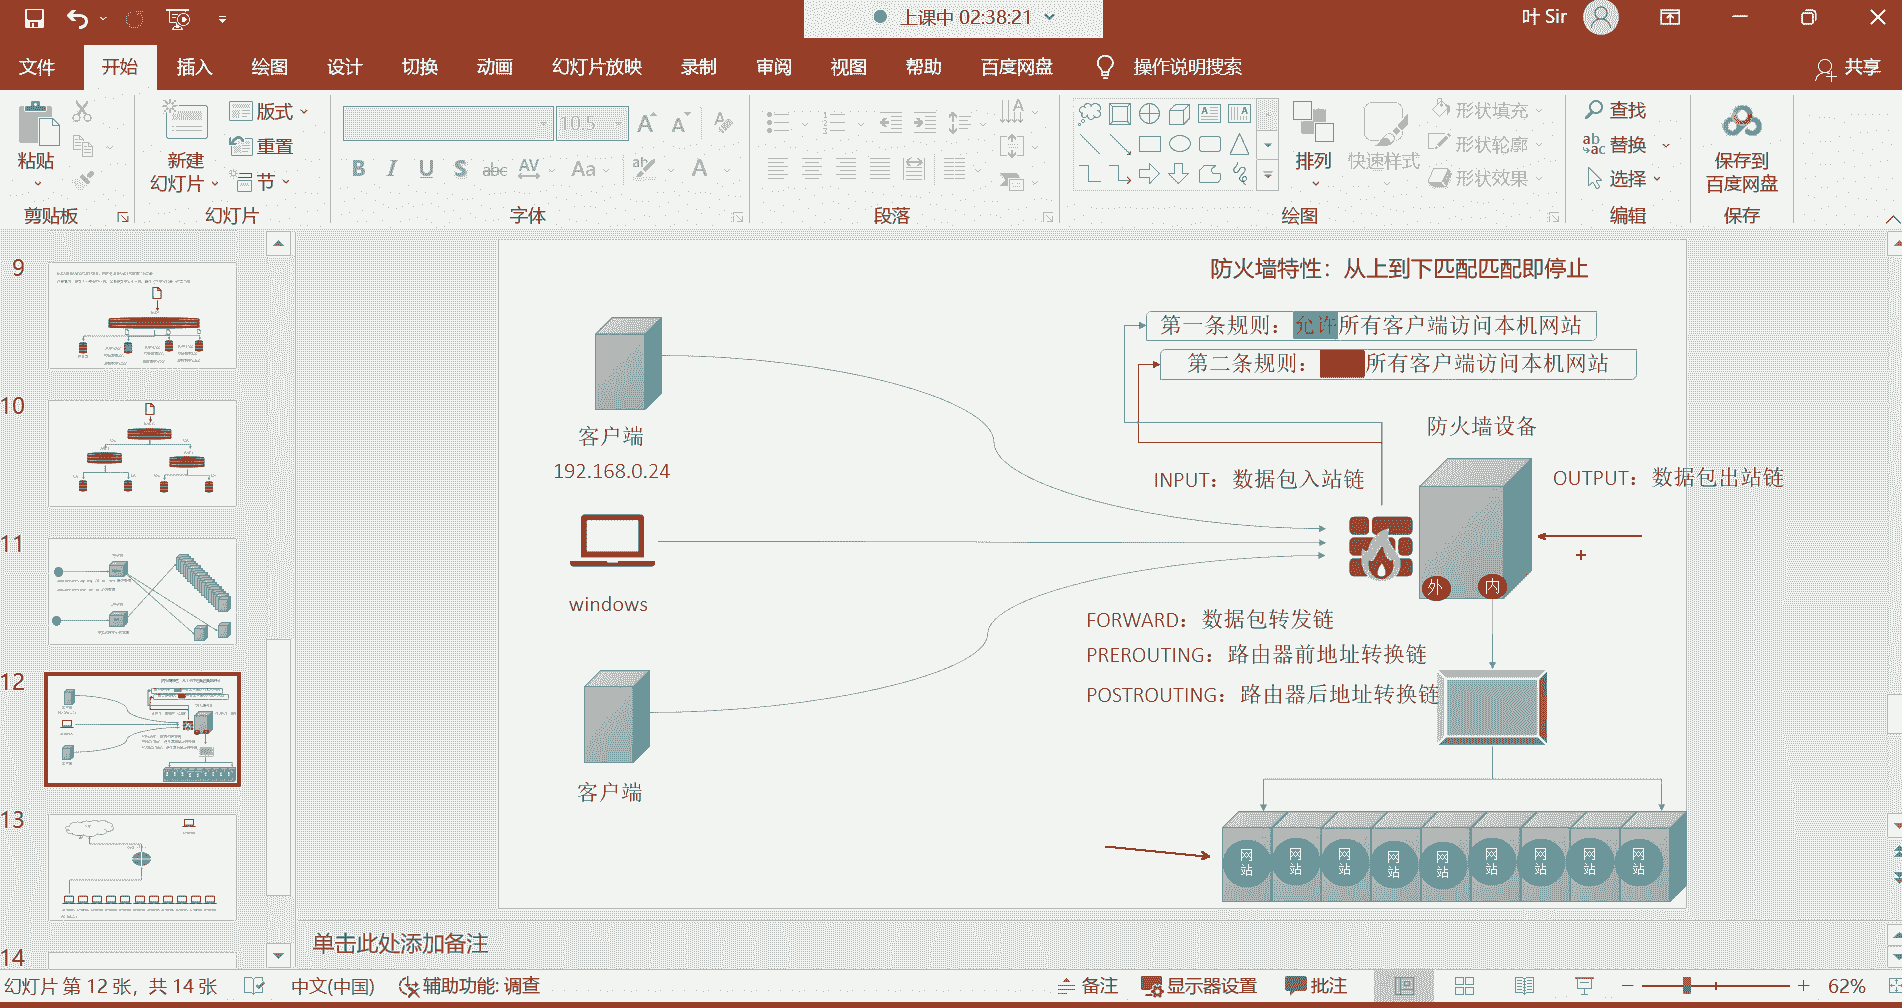 上课中 02:38:21
叶 Sir
文件 开始 插入 绘图 设计 切换 动画 幻灯片放映 录制 审阅 视图 帮助 百度网盘 操作说明搜索 共享
粘贴
剪贴板
新建
幻灯片
版式
重置
节
幻灯片
10.5
B I U S abc AV Aa A
字体
段落
排列
快速样式
形状填充
形状轮廓
形状效果
绘图
查找
替换
选择
编辑
保存到
百度网盘
保存
9
10
11
12
13
14
防火墙特性：从上到下匹配匹配即停止
第一条规则：允许所有客户端访问本机网站
第二条规则：所有客户端访问本机网站
客户端
192.168.0.24
防火墙设备
INPUT：数据包入站链
OUTPUT：数据包出站链
windows
外
内
FORWARD：数据包转发链
PREROUTING：路由器前地址转换链
POSTROUTING：路由器后地址转换链
客户端
网站
网站
网站
网站
网站
网站
网站
网站
网站
单击此处添加备注
幻灯片 第 12 张，共 14 张 中文(中国) 辅助功能: 调查 备注 显示器设置 批注 62%